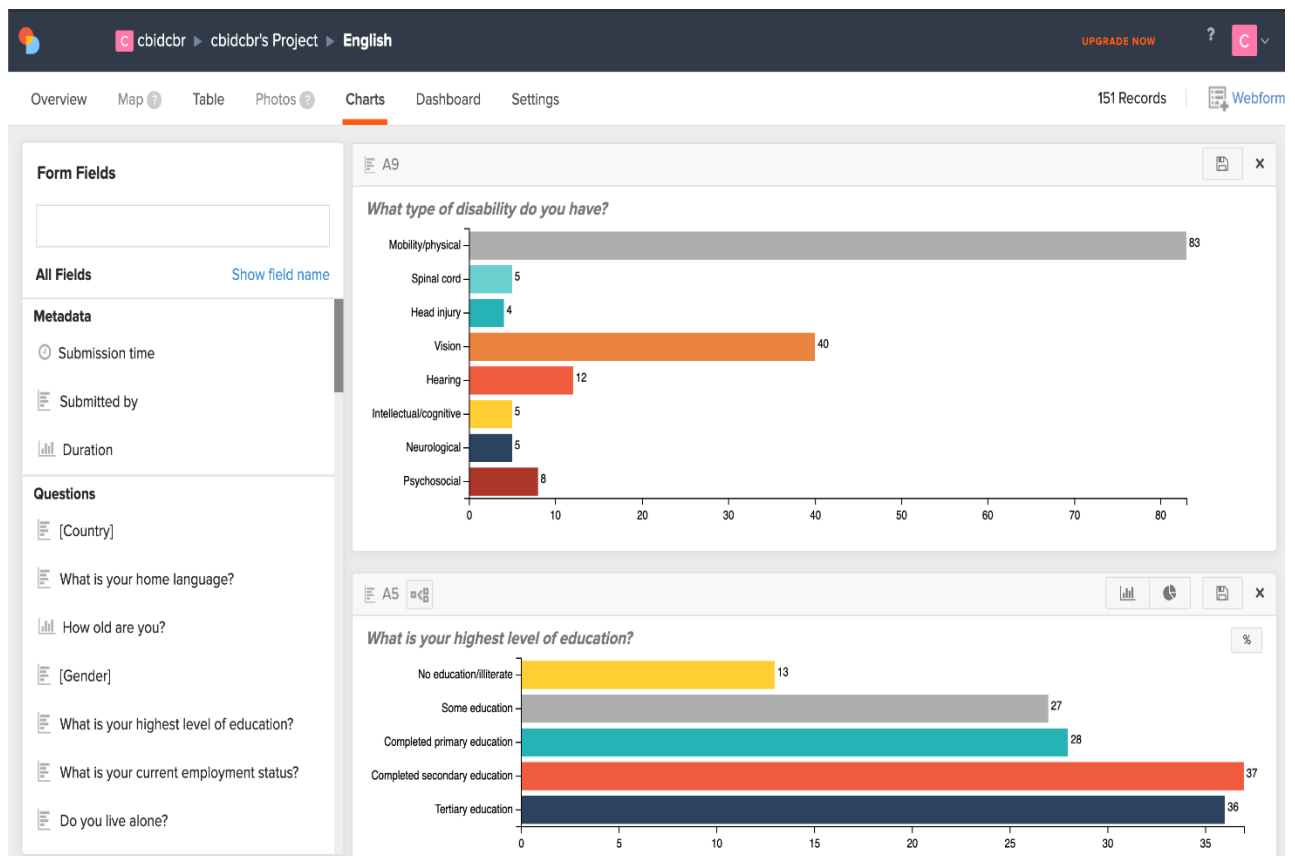 C cbidcbr ▶ cbidcbr's Project ▶ English
UPGRADE NOW
?
C
Overview Map ? Table Photos ? Charts Dashboard Settings
151 Records
Webform
Form Fields
All Fields Show field name
Metadata
Submission time
Submitted by
Duration
Questions
[Country]
What is your home language?
How old are you?
[Gender]
What is your highest level of education?
What is your current employment status?
Do you live alone?
A9
x
What type of disability do you have?
Mobility/physical 83
Spinal cord 5
Head injury 4
Vision 40
Hearing 12
Intellectual/cognitive 5
Neurological 5
Psychosocial 8
0 10 20 30 40 50 60 70 80
A5
x
What is your highest level of education?
%
No education/illiterate 13
Some education 27
Completed primary education 28
Completed secondary education 37
Tertiary education 36
0 5 10 15 20 25 30 35